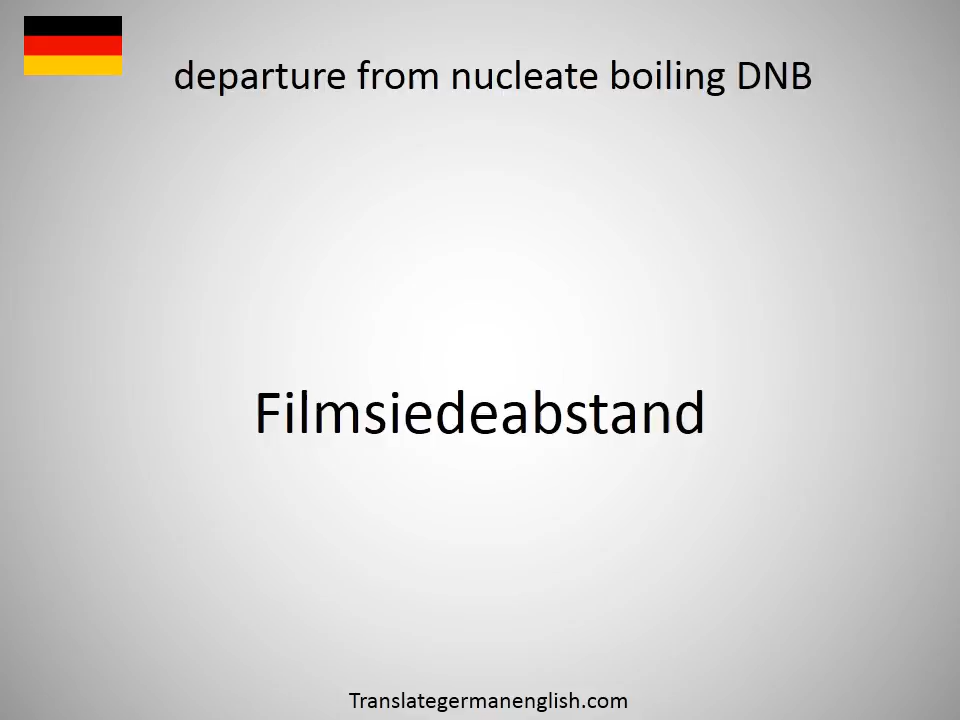 departure from nucleate boiling DNB
Filmsiedeabstand
Translategermanenglish.com